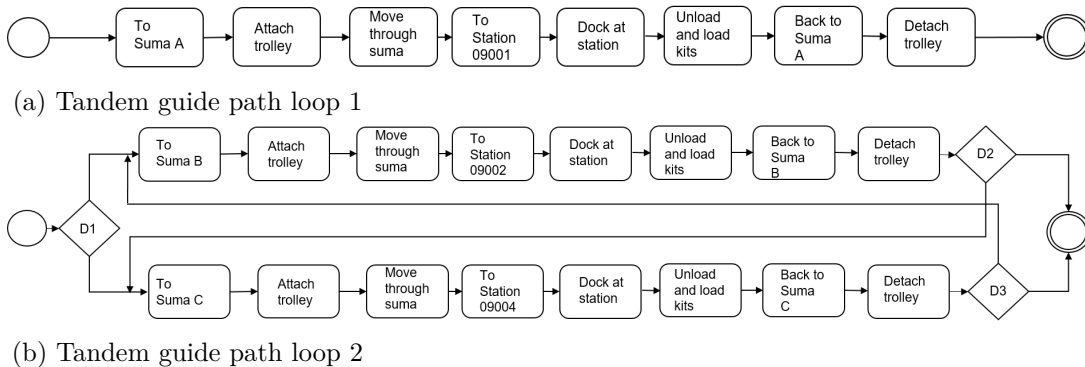 To
Suma A
Attach
trolley
Move
through
suma
To
Station
09001
Dock at
station
Unload
and load
kits
Back to
Suma
A
Detach
trolley
(a) Tandem guide path loop 1
D1
To
Suma B
Attach
trolley
Move
through
suma
To
Station
09002
Dock at
station
Unload
and load
kits
Back to
Suma
B
Detach
trolley
D2
To
Suma C
Attach
trolley
Move
through
suma
To
Station
09004
Dock at
station
Unload
and load
kits
Back to
Suma
C
Detach
trolley
D3
(b) Tandem guide path loop 2